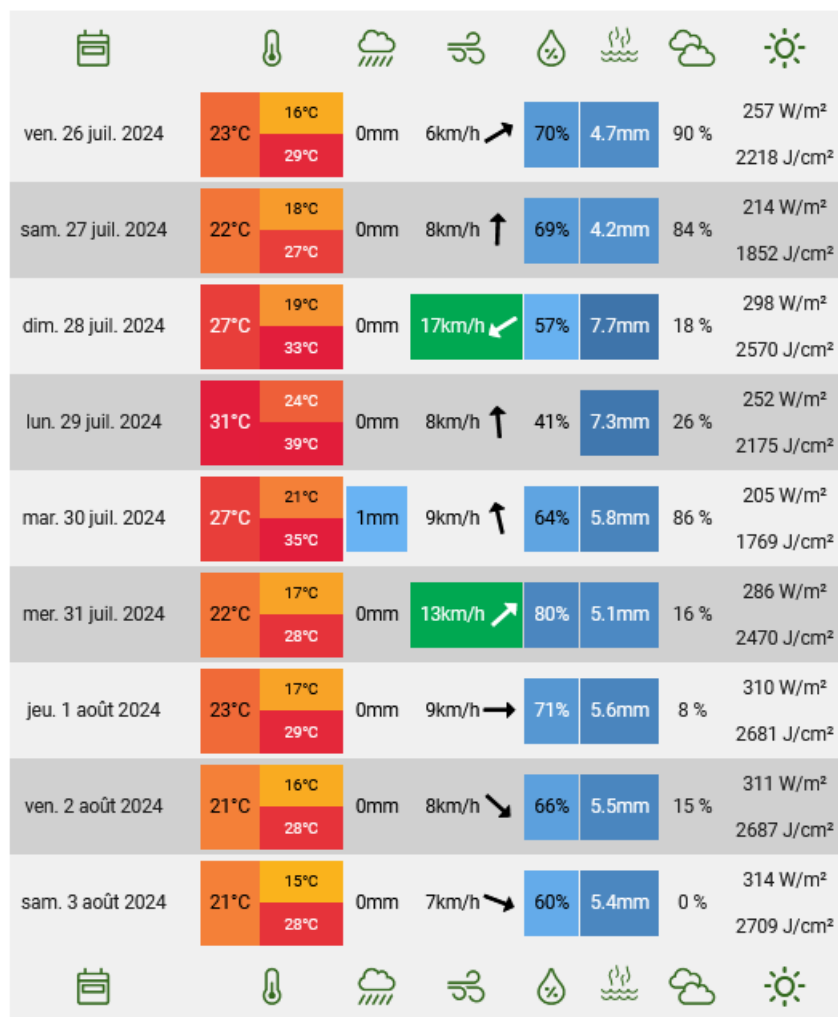 16°C 257 W/m²
ven. 26 juil. 2024 23°C 0mm 6km/h 70% 4.7mm 90 %
29°C 2218 J/cm²
18°C 214 W/m²
sam. 27 juil. 2024 22°C 0mm 8km/h 69% 4.2mm 84 %
27°C 1852 J/cm²
19°C 298 W/m²
dim. 28 juil. 2024 27°C 0mm 17km/h 57% 7.7mm 18 %
33°C 2570 J/cm²
24°C 252 W/m²
lun. 29 juil. 2024 31°C 0mm 8km/h 41% 7.3mm 26 %
39°C 2175 J/cm²
21°C 205 W/m²
mar. 30 juil. 2024 27°C 1mm 9km/h 64% 5.8mm 86 %
35°C 1769 J/cm²
17°C 286 W/m²
mer. 31 juil. 2024 22°C 0mm 13km/h 80% 5.1mm 16 %
28°C 2470 J/cm²
17°C 310 W/m²
jeu. 1 août 2024 23°C 0mm 9km/h 71% 5.6mm 8 %
29°C 2681 J/cm²
16°C 311 W/m²
ven. 2 août 2024 21°C 0mm 8km/h 66% 5.5mm 15 %
28°C 2687 J/cm²
15°C 314 W/m²
sam. 3 août 2024 21°C 0mm 7km/h 60% 5.4mm 0 %
28°C 2709 J/cm²